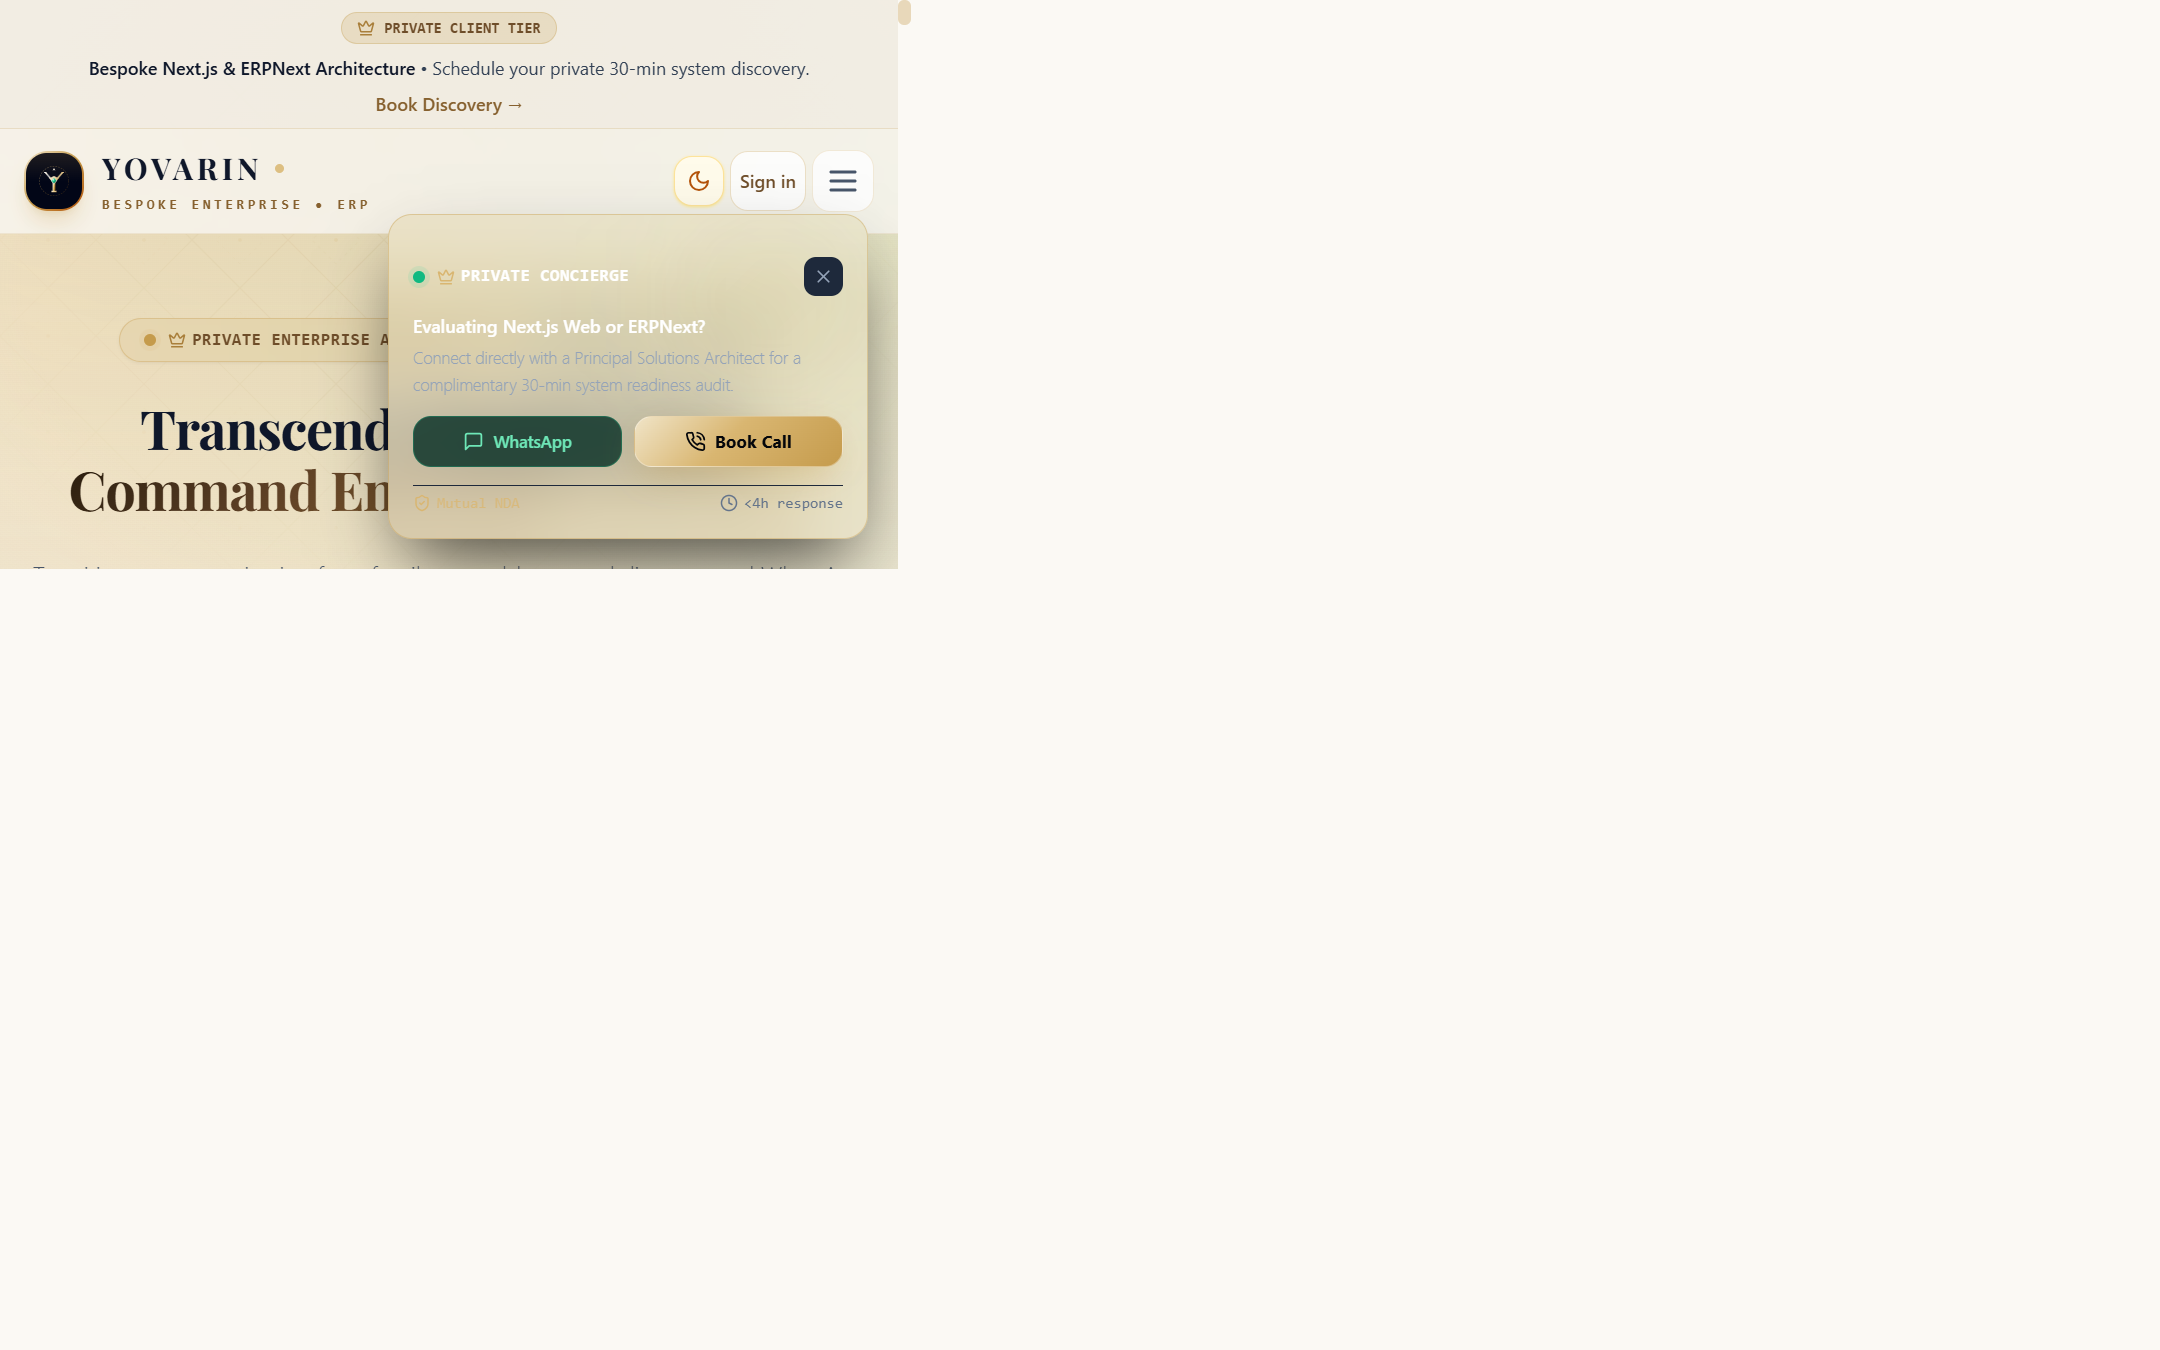 PRIVATE CLIENT TIER
Bespoke Next.js & ERPNext Architecture • Schedule your private 30-min system discovery.
Book Discovery →
YOVARIN
BESPOKE ENTERPRISE • ERP
Sign in
PRIVATE CONCIERGE
Evaluating Next.js Web or ERPNext?
Connect directly with a Principal Solutions Architect for a
complimentary 30-min system readiness audit.
WhatsApp
Book Call
Mutual NDA
<4h response
PRIVATE ENTERPRISE
Transcend
Command